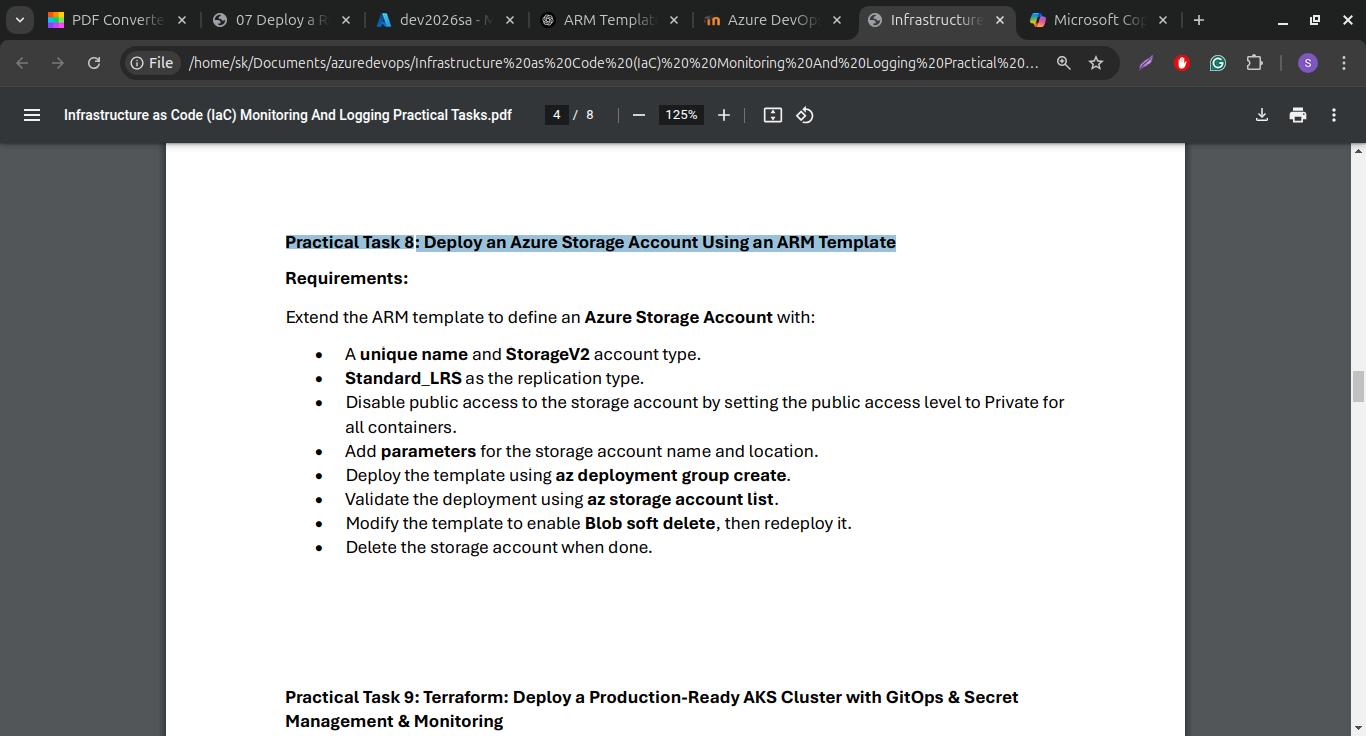 PDF Converte
07 Deploy a R
dev2026sa - M
ARM Templat
Azure DevOp
Infrastructure
Microsoft Cop
File
/home/sk/Documents/azuredevops/Infrastructure%20as%20Code%20(IaC)%20%20Monitoring%20And%20Logging%20Practical%20...
S
Infrastructure as Code (IaC) Monitoring And Logging Practical Tasks.pdf
4 / 8
125%
Practical Task 8: Deploy an Azure Storage Account Using an ARM Template
Requirements:
Extend the ARM template to define an Azure Storage Account with:
• A unique name and StorageV2 account type.
• Standard_LRS as the replication type.
• Disable public access to the storage account by setting the public access level to Private for
all containers.
• Add parameters for the storage account name and location.
• Deploy the template using az deployment group create.
• Validate the deployment using az storage account list.
• Modify the template to enable Blob soft delete, then redeploy it.
• Delete the storage account when done.
Practical Task 9: Terraform: Deploy a Production-Ready AKS Cluster with GitOps & Secret
Management & Monitoring